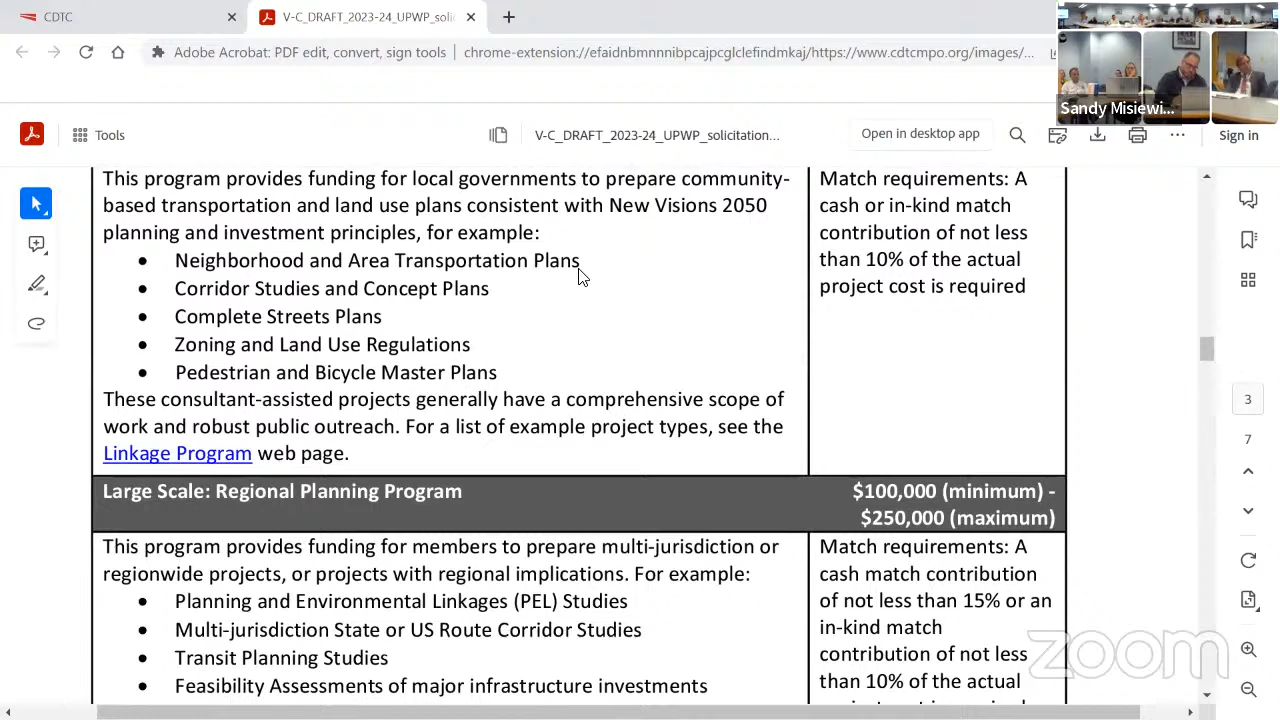 CDTC
V-C_DRAFT_2023-24_UPWP_solici
Adobe Acrobat: PDF edit, convert, sign tools
chrome-extension://efaidnbmnnnibpcajpcglclefindmkaj/https://www.cdtcmpo.org/images/...
Sandy Misiewi...
Tools
V-C_DRAFT_2023-24_UPWP_solicitation...
Open in desktop app
Sign in
This program provides funding for local governments to prepare community-
based transportation and land use plans consistent with New Visions 2050
planning and investment principles, for example:
• Neighborhood and Area Transportation Plans
• Corridor Studies and Concept Plans
• Complete Streets Plans
• Zoning and Land Use Regulations
• Pedestrian and Bicycle Master Plans
These consultant-assisted projects generally have a comprehensive scope of
work and robust public outreach. For a list of example project types, see the
Linkage Program web page.
Match requirements: A
cash or in-kind match
contribution of not less
than 10% of the actual
project cost is required
Large Scale: Regional Planning Program
$100,000 (minimum) -
$250,000 (maximum)
This program provides funding for members to prepare multi-jurisdiction or
regionwide projects, or projects with regional implications. For example:
• Planning and Environmental Linkages (PEL) Studies
• Multi-jurisdiction State or US Route Corridor Studies
• Transit Planning Studies
• Feasibility Assessments of major infrastructure investments
Match requirements: A
cash match contribution
of not less than 15% or an
in-kind match
contribution of not less
than 10% of the actual
3
7
zoom